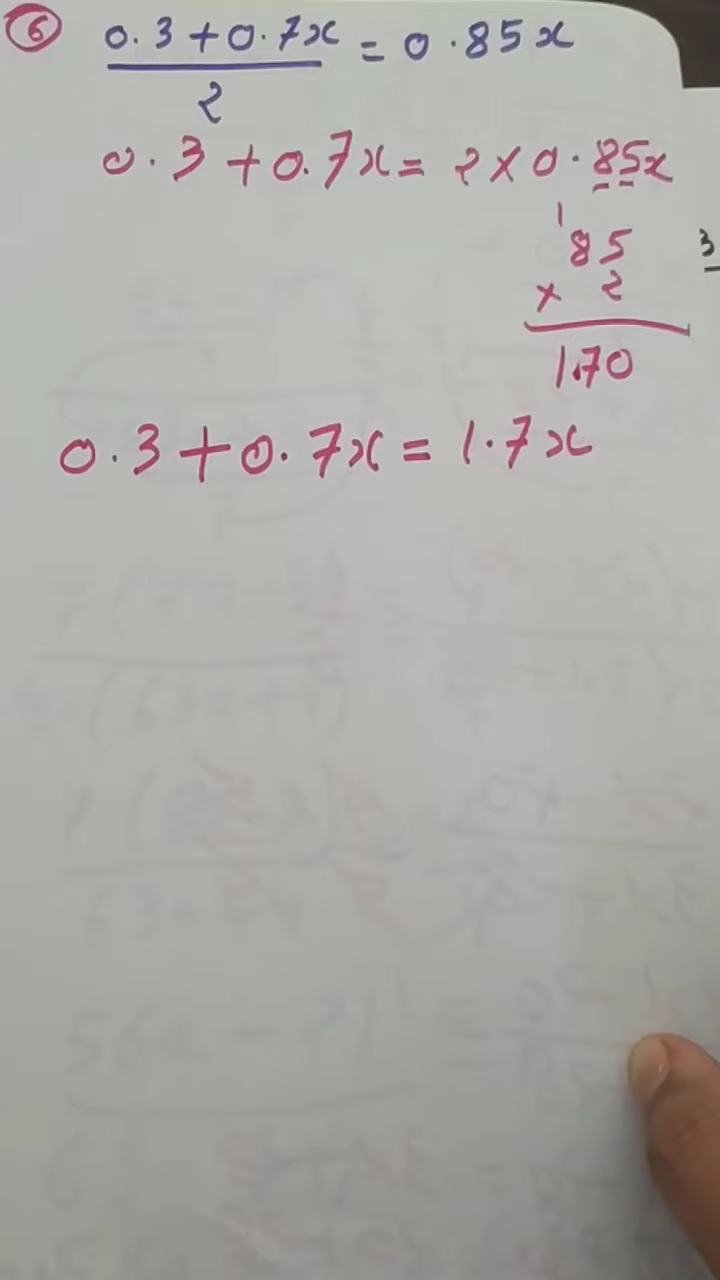 6 0.3+0.7x = 0.85x
2
0.3+0.7x = 2×0.85x
1
85
× 2
1.70
3
0.3+0.7x = 1.7x